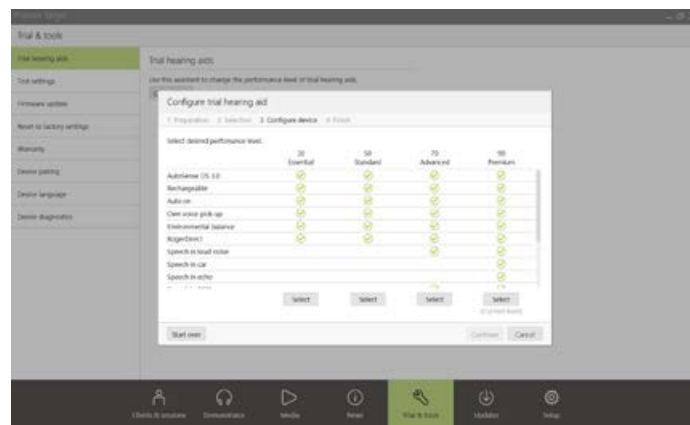 Trial & tools
Trial hearing aids
Trial hearing aids
Use this assistant to change the performance level of trial hearing aids.
Test settings
Firmware update
Reset to factory settings
Warranty
Device pairing
Device language
Device diagnostics
Configure trial hearing aid
1 Preparation 2 Selection 3 Configure device 4 Finish
Select desired performance level.
30 50 70 90
Essential Standard Advanced Premium
AutoSense OS 3.0
Rechargeable
Auto on
Own voice pick-up
Environmental balance
RogerDirect
Speech in loud noise
Speech in car
Speech in echo
Select Select Select Select
(Current level)
Start over Continue Cancel
Clients & sessions Demonstration Media News Trial & tools Updates Setup